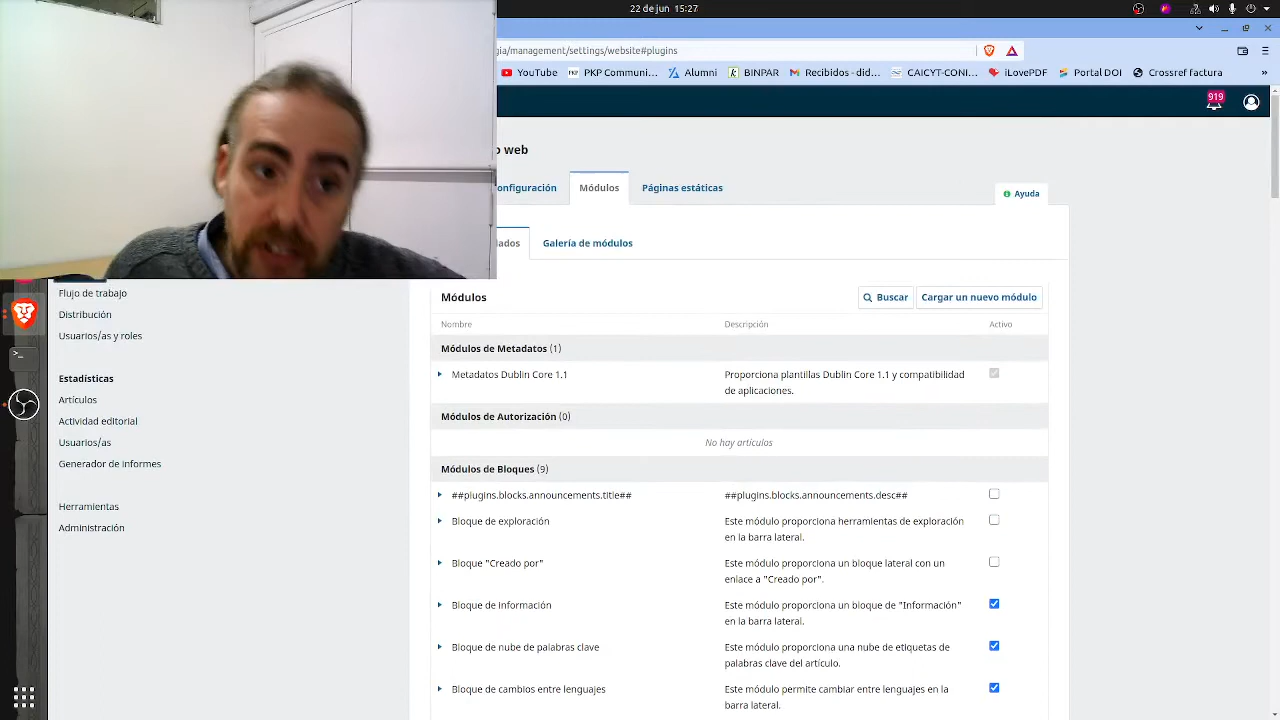 22 de jun 15:27
gia/management/settings/website#plugins
YouTube
PKP Communi...
Alumni
BINPAR
Recibidos - did...
CAICYT-CONI...
iLovePDF
Portal DOI
Crossref factura
»
919
o web
onfiguración
Módulos
Páginas estáticas
Ayuda
lados
Galería de módulos
Flujo de trabajo
Distribución
Usuarios/as y roles
Estadísticas
Artículos
Actividad editorial
Usuarios/as
Generador de informes
Herramientas
Administración
Módulos
Buscar
Cargar un nuevo módulo
Nombre
Descripción
Activo
Módulos de Metadatos (1)
Metadatos Dublin Core 1.1
Proporciona plantillas Dublin Core 1.1 y compatibilidad
de aplicaciones.
Módulos de Autorización (0)
No hay artículos
Módulos de Bloques (9)
##plugins.blocks.announcements.title##
##plugins.blocks.announcements.desc##
Bloque de exploración
Este módulo proporciona herramientas de exploración
en la barra lateral.
Bloque "Creado por"
Este módulo proporciona un bloque lateral con un
enlace a "Creado por".
Bloque de información
Este módulo proporciona un bloque de "Información"
en la barra lateral.
Bloque de nube de palabras clave
Este módulo proporciona una nube de etiquetas de
palabras clave del artículo.
Bloque de cambios entre lenguajes
Este módulo permite cambiar entre lenguajes en la
barra lateral.